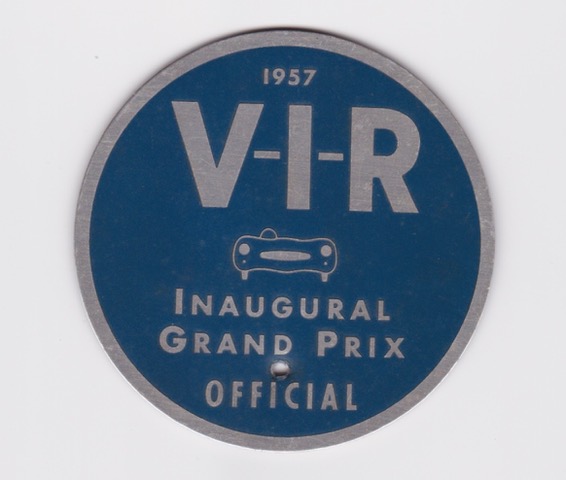 1957
V-I-R
INAUGURAL
GRAND PRIX
OFFICIAL